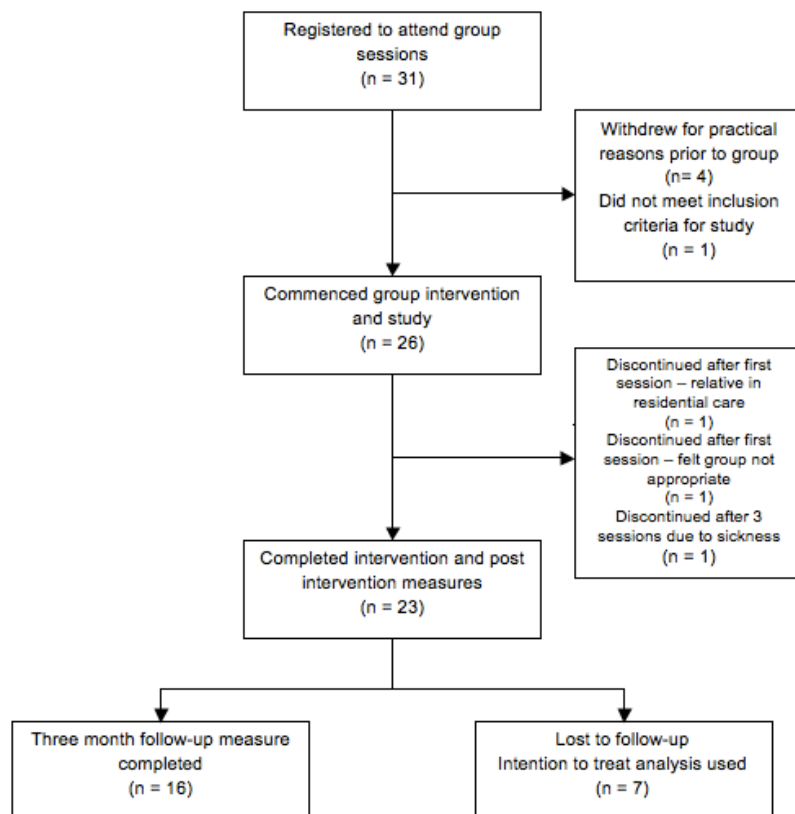 Registered to attend group
sessions
(n = 31)
Withdrew for practical
reasons prior to group
(n= 4)
Did not meet inclusion
criteria for study
(n = 1)
Commenced group intervention
and study
(n = 26)
Discontinued after first
session – relative in
residential care
(n = 1)
Discontinued after first
session – felt group not
appropriate
(n = 1)
Discontinued after 3
sessions due to sickness
(n = 1)
Completed intervention and post
intervention measures
(n = 23)
Three month follow-up measure
completed
(n = 16)
Lost to follow-up
Intention to treat analysis used
(n = 7)